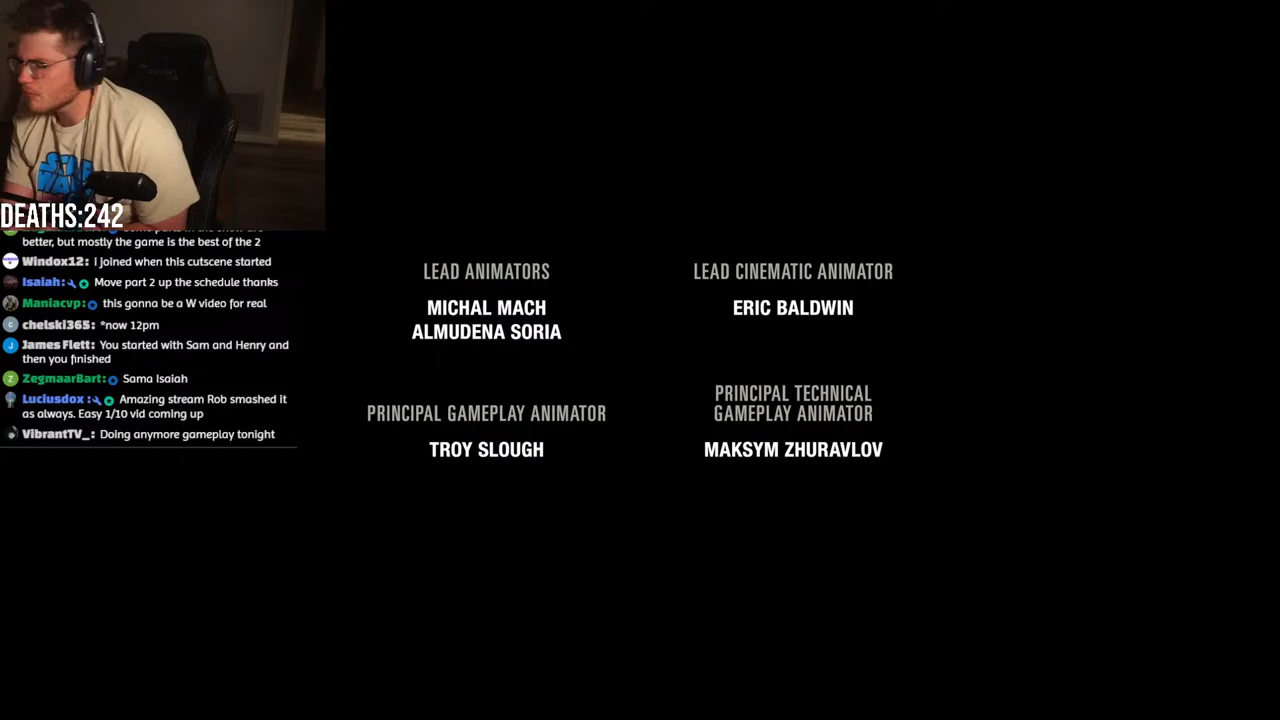 DEATHS:242
better, but mostly the game is the best of the 2
Windox12: i joined when this cutscene started
Isaiah: Move part 2 up the schedule thanks
Maniacvp: this gonna be a W video for real
chelski365: *now 12pm
James Flett: You started with Sam and Henry and
then you finished
ZegmaarBart: Sama Isaiah
Luciusdox: Amazing stream Rob smashed it
as always. Easy 1/10 vid coming up
VibrantTV_: Doing anymore gameplay tonight
LEAD ANIMATORS
MICHAL MACH
ALMUDENA SORIA
LEAD CINEMATIC ANIMATOR
ERIC BALDWIN
PRINCIPAL GAMEPLAY ANIMATOR
TROY SLOUGH
PRINCIPAL TECHNICAL
GAMEPLAY ANIMATOR
MAKSYM ZHURAVLOV